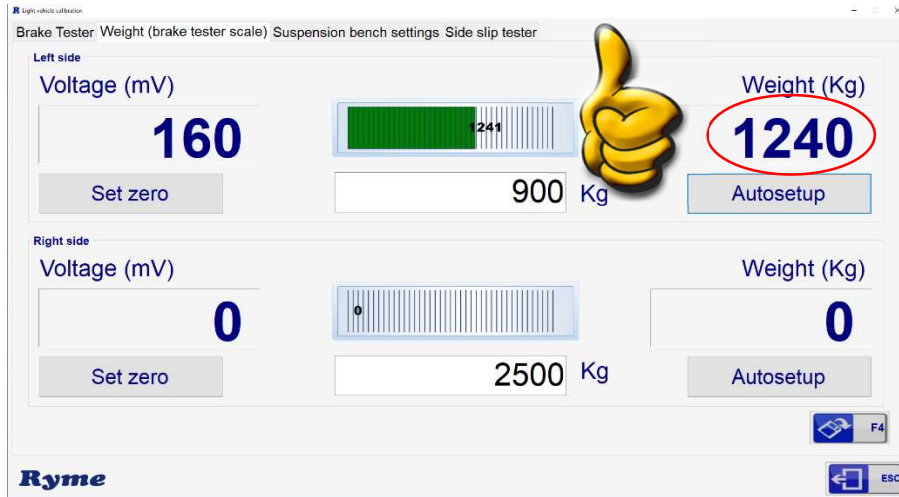 Light vehicle calibration
Brake Tester Weight (brake tester scale) Suspension bench settings Side slip tester
Left side
Voltage (mV) Weight (Kg)
160 1241 1240
Set zero 900 Kg Autosetup
Right side
Voltage (mV) Weight (Kg)
0 0 0
Set zero 2500 Kg Autosetup
F4
Ryme ESC